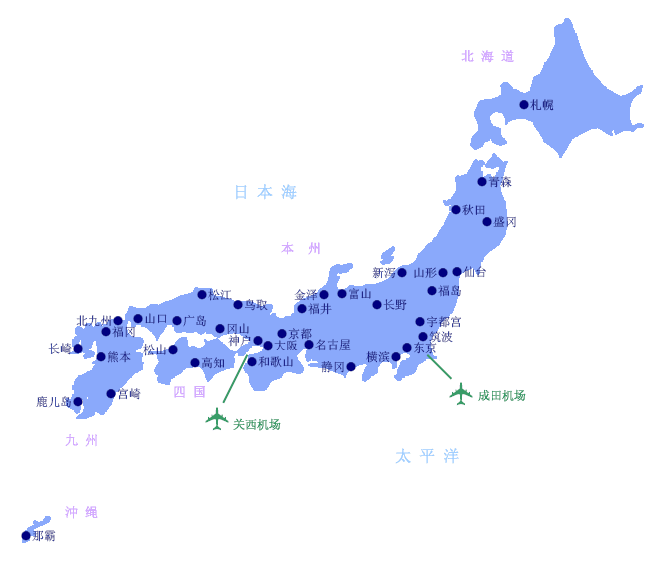 北 海 道
札幌
青森
日 本 海
秋田
盛冈
本 州
新泻
山形
仙台
福岛
松江
鸟取
金泽
富山
长野
福井
北九州
山口
广岛
冈山
京都
宇都宫
福冈
神户
大阪
名古屋
筑波
长崎
熊本
松山
高知
和歌山
静冈
横滨
东京
四 国
宫崎
成田机场
鹿儿岛
关西机场
九 州
太 平 洋
沖 绳
那霸